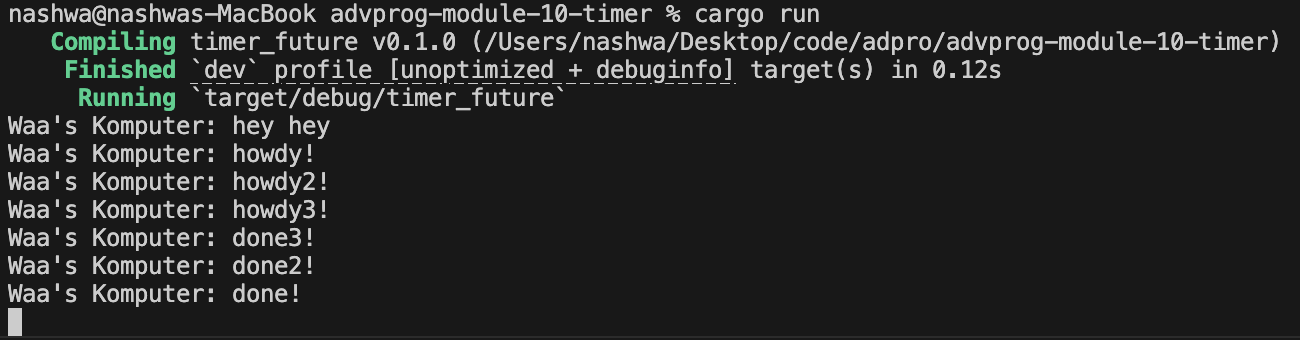 nashwa@nashwas-MacBook advprog-module-10-timer % cargo run
Compiling timer_future v0.1.0 (/Users/nashwa/Desktop/code/adpro/advprog-module-10-timer)
Finished `dev` profile [unoptimized + debuginfo] target(s) in 0.12s
Running `target/debug/timer_future`
Waa's Komputer: hey hey
Waa's Komputer: howdy!
Waa's Komputer: howdy2!
Waa's Komputer: howdy3!
Waa's Komputer: done3!
Waa's Komputer: done2!
Waa's Komputer: done!